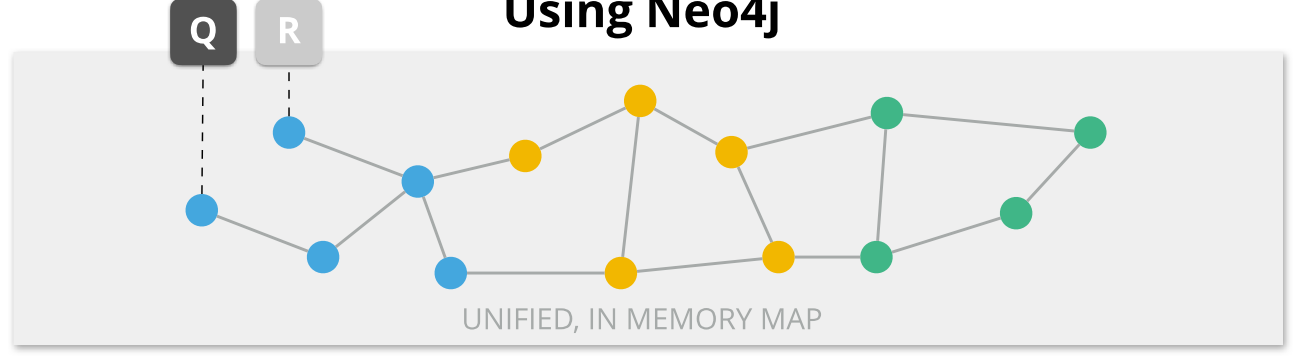 Using Neo4j
Q R
UNIFIED, IN MEMORY MAP